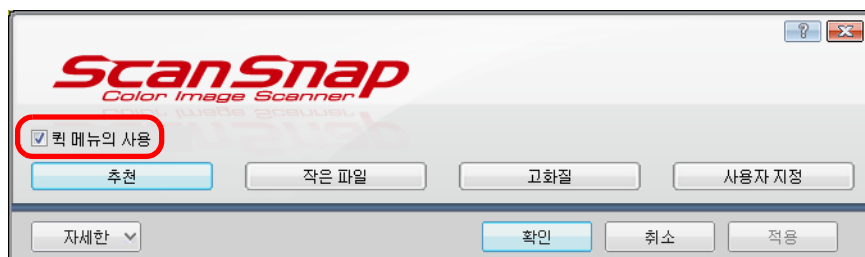 ScanSnap
Color Image Scanner
퀵 메뉴의 사용
추천 작은 파일 고화질 사용자 지정
자세한 확인 취소 적용